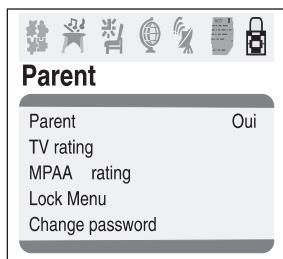 Parent
Parent Oui
TV rating
MPAA rating
Lock Menu
Change password